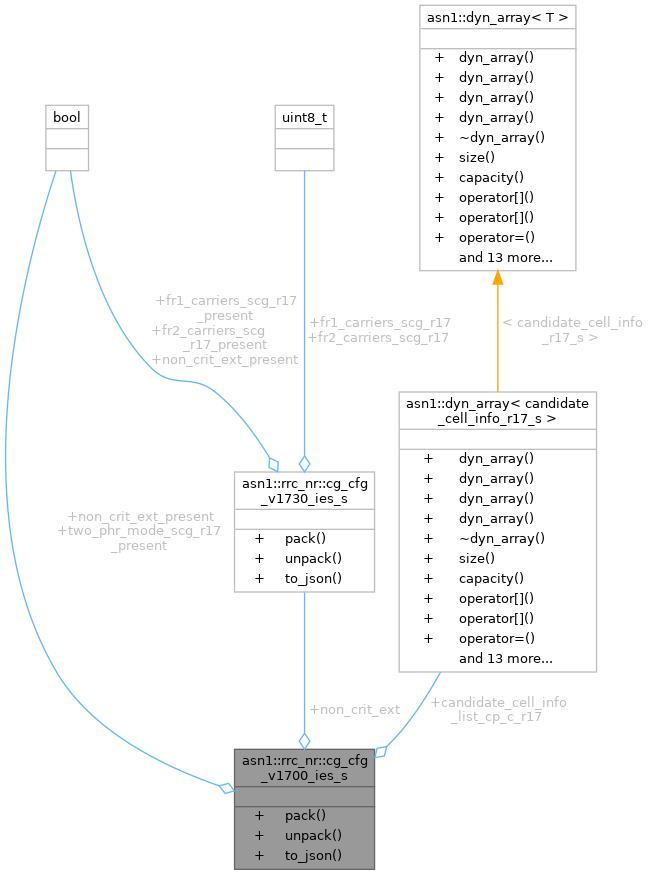 asn1::dyn_array< T >
+ dyn_array()
+ dyn_array()
+ dyn_array()
+ dyn_array()
+ ~dyn_array()
+ size()
+ capacity()
+ operator[]()
+ operator[]()
+ operator=()
and 13 more...
bool
uint8_t
+fr1_carriers_scg_r17
_present
+fr2_carriers_scg
_r17_present
+non_crit_ext_present
+fr1_carriers_scg_r17
+fr2_carriers_scg_r17
< candidate_cell_info
_r17_s >
asn1::dyn_array< candidate
_cell_info_r17_s >
+ dyn_array()
+ dyn_array()
+ dyn_array()
+ dyn_array()
+ ~dyn_array()
+ size()
+ capacity()
+ operator[]()
+ operator[]()
+ operator=()
and 13 more...
asn1::rrc_nr::cg_cfg
_v1730_ies_s
+ pack()
+ unpack()
+ to_json()
+non_crit_ext_present
+two_phr_mode_scg_r17
_present
+non_crit_ext
+candidate_cell_info
_list_cp_c_r17
asn1::rrc_nr::cg_cfg
_v1700_ies_s
+ pack()
+ unpack()
+ to_json()